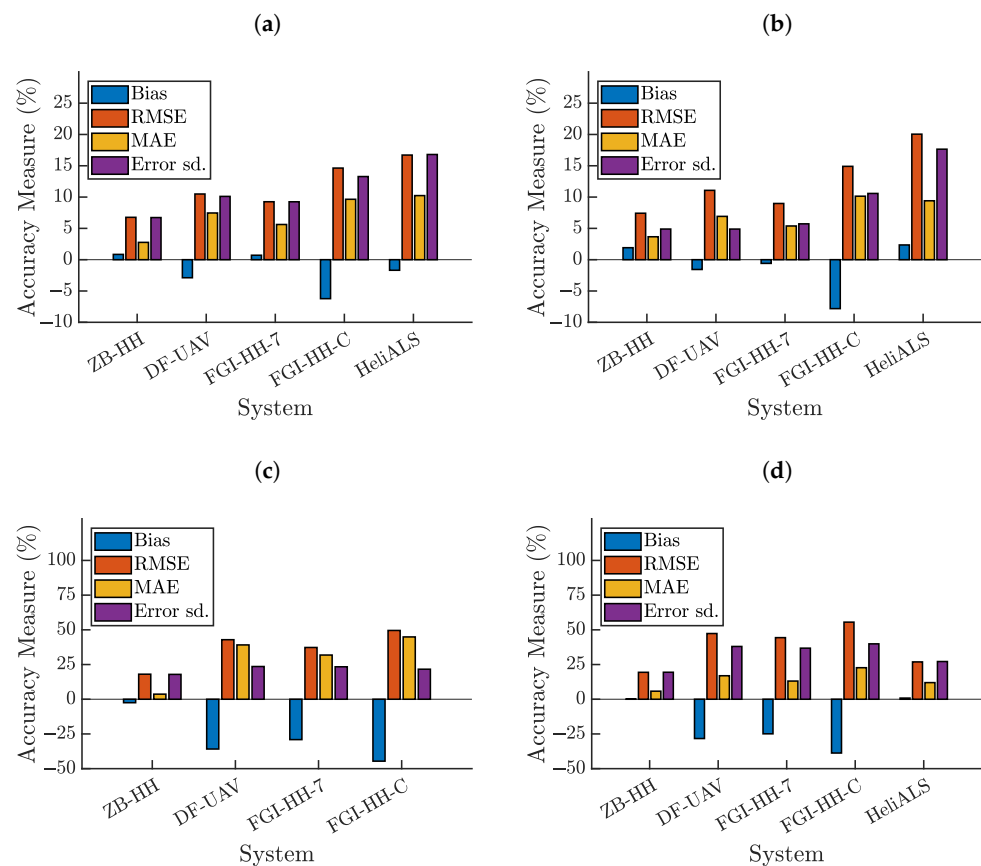 (a)
Accuracy Measure (%)
25
20
15
10
5
0
−5
−10
Bias
RMSE
MAE
Error sd.
ZB-HH
DF-UAV
FGI-HH-7
FGI-HH-C
HeliALS
System
(b)
Accuracy Measure (%)
25
20
15
10
5
0
−5
−10
Bias
RMSE
MAE
Error sd.
ZB-HH
DF-UAV
FGI-HH-7
FGI-HH-C
HeliALS
System
(c)
Accuracy Measure (%)
100
75
50
25
0
−25
−50
Bias
RMSE
MAE
Error sd.
ZB-HH
DF-UAV
FGI-HH-7
FGI-HH-C
System
(d)
Accuracy Measure (%)
100
75
50
25
0
−25
−50
Bias
RMSE
MAE
Error sd.
ZB-HH
DF-UAV
FGI-HH-7
FGI-HH-C
HeliALS
System